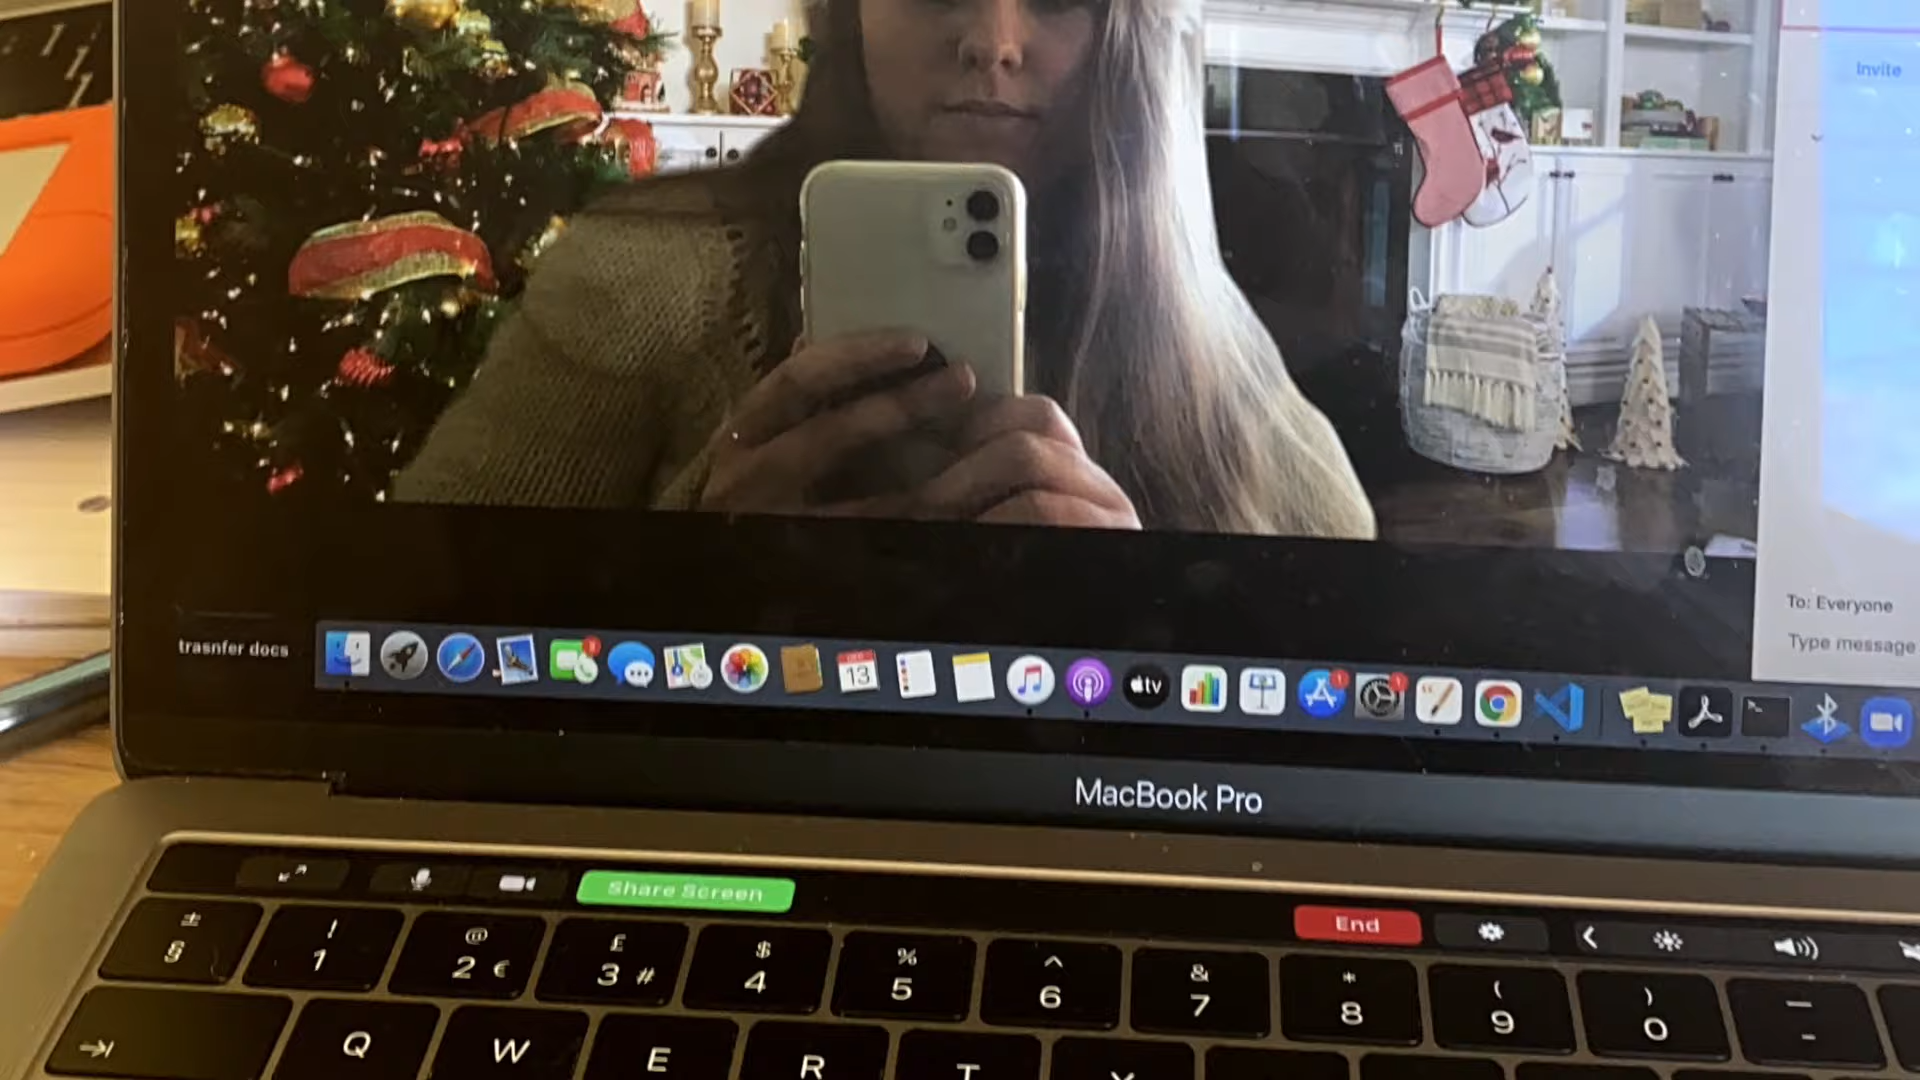 Invite
To: Everyone
Type message
trasnfer docs
13
tv
MacBook Pro
Share Screen
End
± ! @ £ $ % ^ & * ( ) —
§ 1 2 € 3 # 4 5 6 7 8 9 0 -
Q W E R T Y